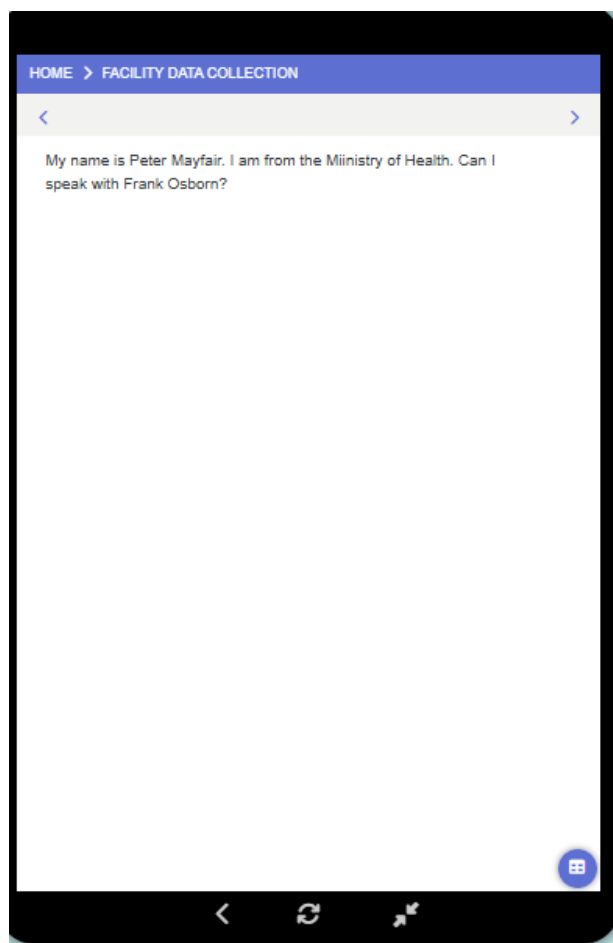 HOME > FACILITY DATA COLLECTION
My name is Peter Mayfair. I am from the Miinistry of Health. Can I
speak with Frank Osborn?